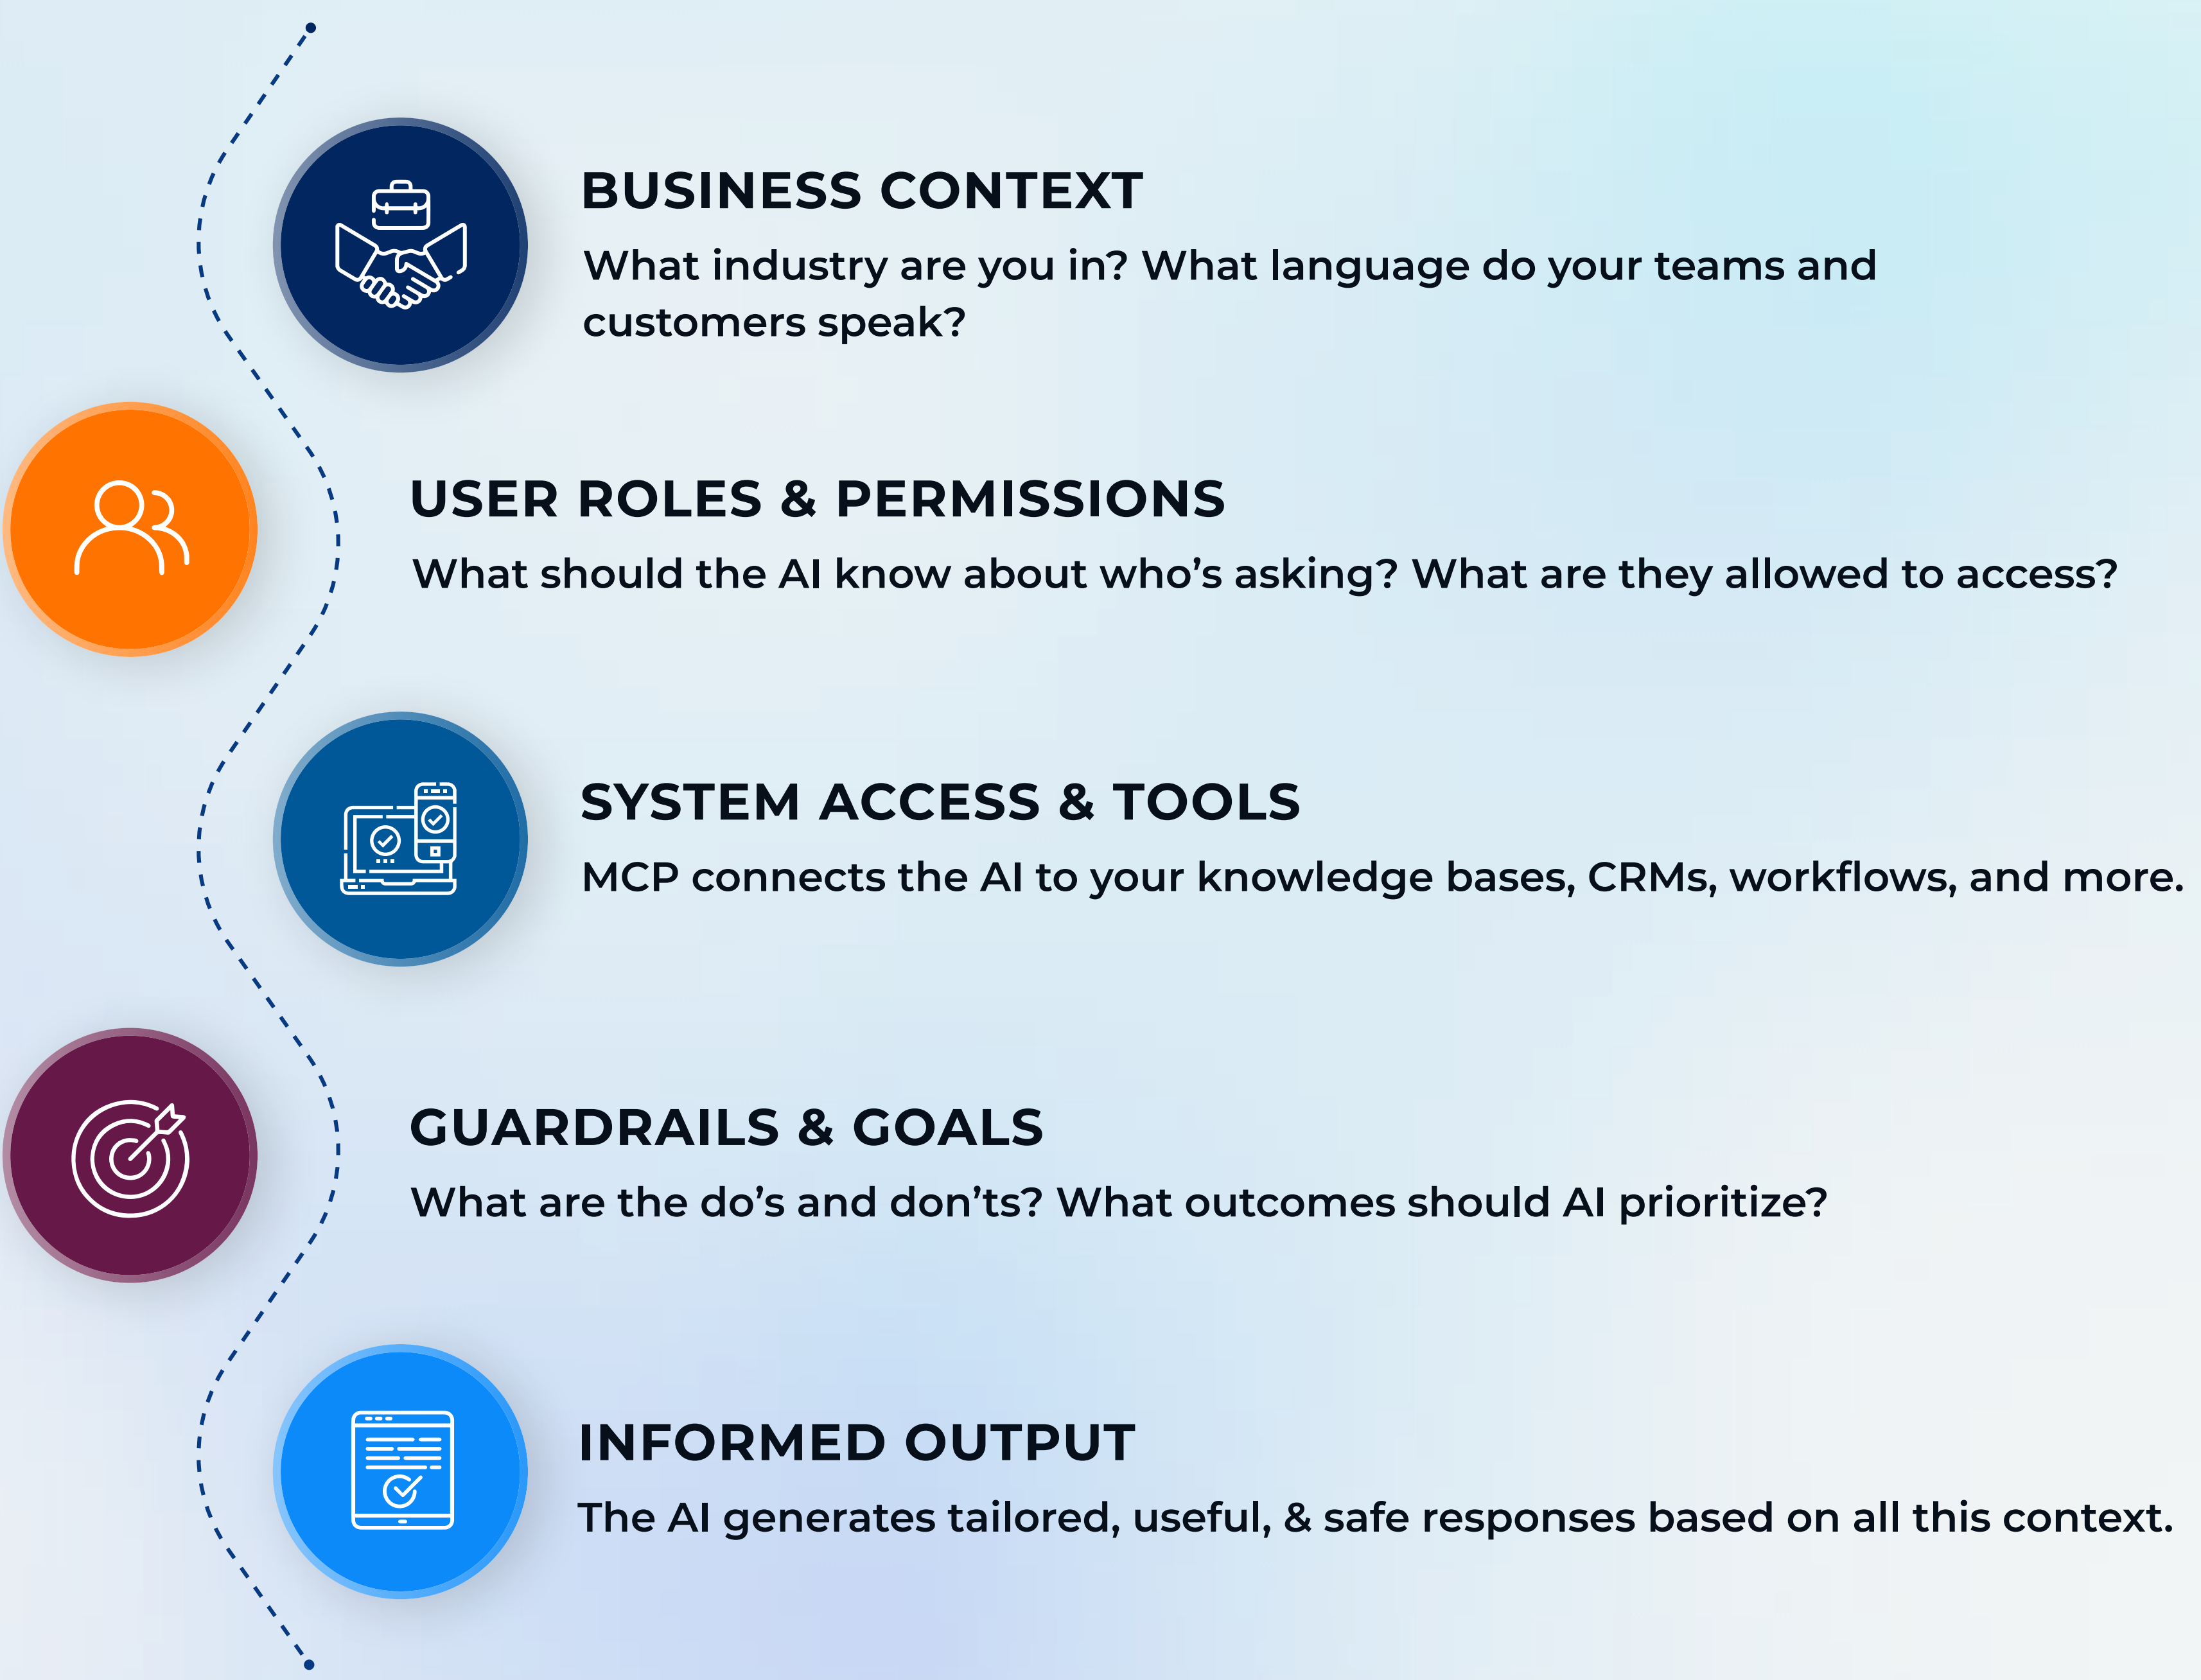 BUSINESS CONTEXT
What industry are you in? What language do your teams and
customers speak?
USER ROLES & PERMISSIONS
What should the AI know about who’s asking? What are they allowed to access?
SYSTEM ACCESS & TOOLS
MCP connects the AI to your knowledge bases, CRMs, workflows, and more.
GUARDRAILS & GOALS
What are the do’s and don’ts? What outcomes should AI prioritize?
INFORMED OUTPUT
The AI generates tailored, useful, & safe responses based on all this context.